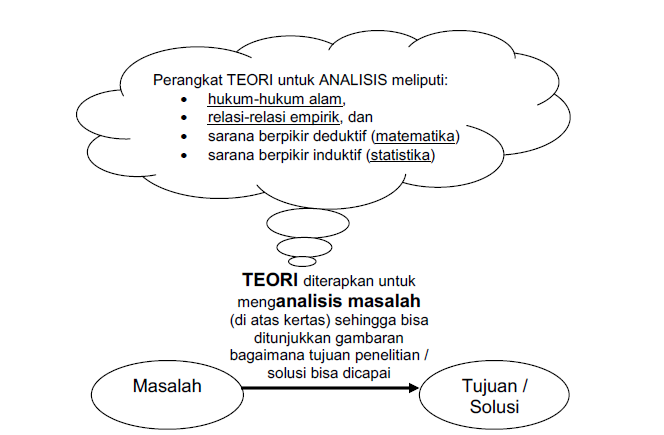 Perangkat TEORI untuk ANALISIS meliputi:
• hukum-hukum alam,
• relasi-relasi empirik, dan
• sarana berpikir deduktif (matematika)
• sarana berpikir induktif (statistika)
TEORI diterapkan untuk
menganalisis masalah
(di atas kertas) sehingga bisa
ditunjukkan gambaran
bagaimana tujuan penelitian /
solusi bisa dicapai
Masalah
Tujuan /
Solusi